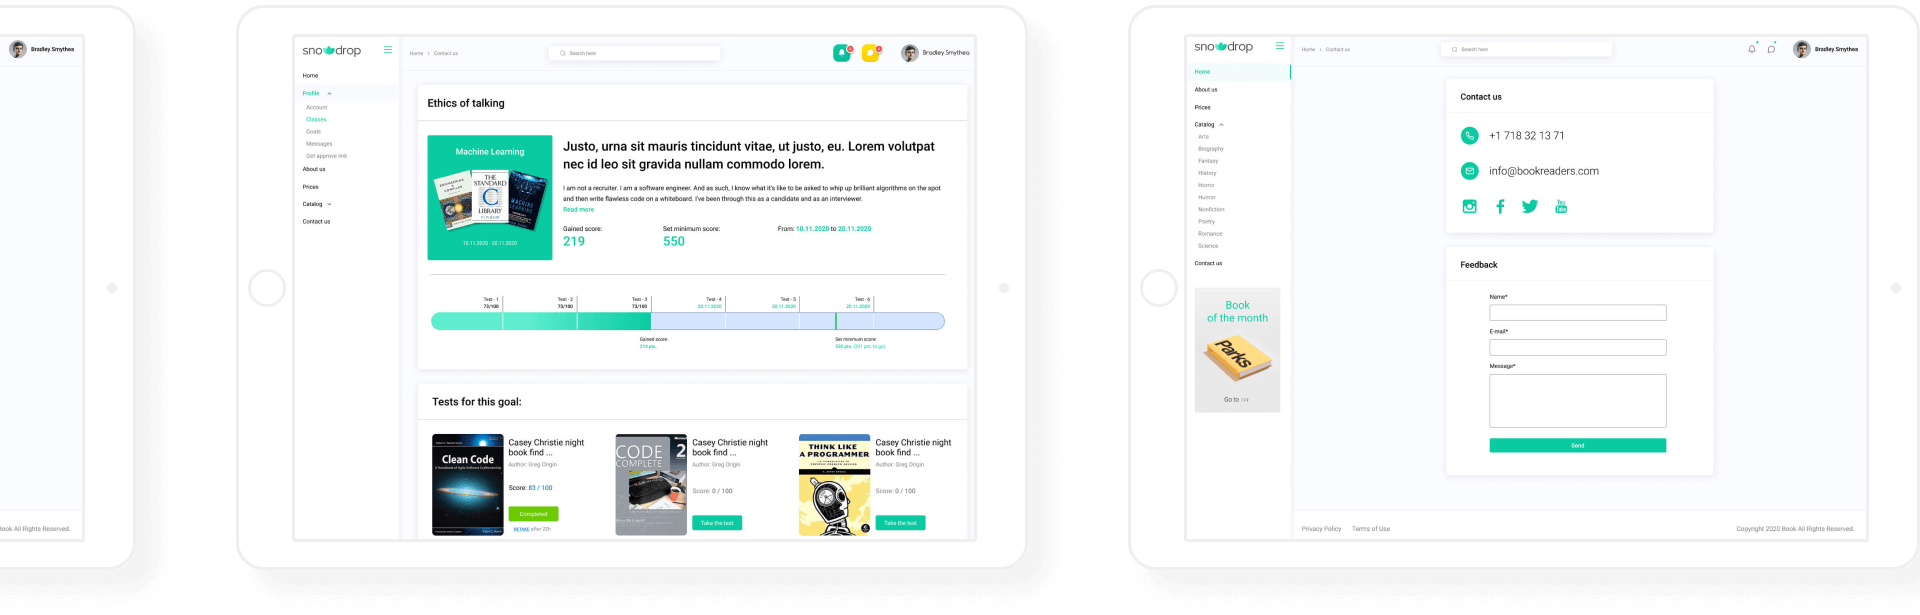 Bradley Smythea
Book All Rights Reserved.
snowdrop
Home > Contact us
Search here
Bradley Smythea
Home
Profile
Account
Classes
Goals
Messages
Get approve link
About us
Prices
Catalog
Contact us
Ethics of talking
Machine Learning
THE
STANDARD
C
LIBRARY
10.11.2020 - 20.11.2020
Justo, urna sit mauris tincidunt vitae, ut justo, eu. Lorem volutpat
nec id leo sit gravida nullam commodo lorem.
I am not a recruiter. I am a software engineer. And as such, I know what it's like to be asked to whip up brilliant algorithms on the spot
and then write flawless code on a whiteboard. I've been through this as a candidate and as an interviewer.
Read more
Gained score: Set minimum score: From: 10.11.2020 to 20.11.2020
219 550
Test - 1 Test - 2 Test - 3 Test - 4 Test - 5 Test - 6
73/100 73/100 73/100 20.11.2020 20.11.2020 20.11.2020
Gained score: Set minimum score:
219 pts. 550 pts. (331 pts. to go)
Tests for this goal:
Clean Code
Casey Christie night
book find ...
Author: Greg Origin
Score: 83 / 100
Completed
RETAKE after 22h
CODE 2
COMPLETE
Casey Christie night
book find ...
Author: Greg Origin
Score: 0 / 100
Take the test
THINK LIKE
A PROGRAMMER
Casey Christie night
book find ...
Author: Greg Origin
Score: 0 / 100
Take the test
snowdrop
Home > Contact us
Search here
Bradley Smythea
Home
About us
Prices
Catalog
Arts
Biography
Fantasy
History
Horror
Humor
Nonfiction
Poetry
Romance
Science
Contact us
Book
of the month
Parks
Go to >>>
Contact us
+1 718 32 13 71
info@bookreaders.com
You
Tube
Feedback
Name*
E-mail*
Message*
Send
Privacy Policy Terms of Use
Copyright 2020 Book All Rights Reserved.